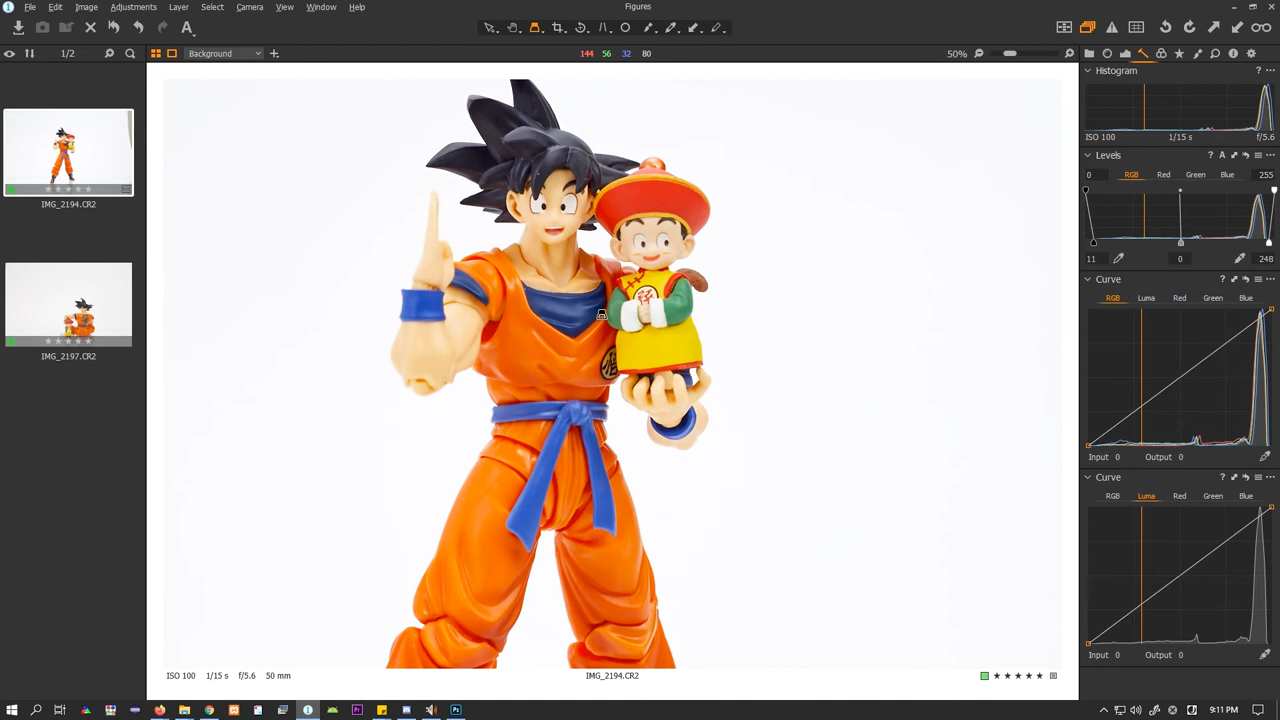 File Edit Image Adjustments Layer Select Camera View Window Help
Figures
1/2
Background
144 56 32 80
50%
Histogram
ISO 100 1/15 s f/5.6
Levels
0 RGB Red Green Blue 255
11 0 248
Curve
RGB Luma Red Green Blue
Input 0 Output 0
Curve
RGB Luma Red Green Blue
Input 0 Output 0
IMG_2194.CR2
IMG_2197.CR2
悟
ISO 100 1/15 s f/5.6 50 mm
IMG_2194.CR2
9:11 PM